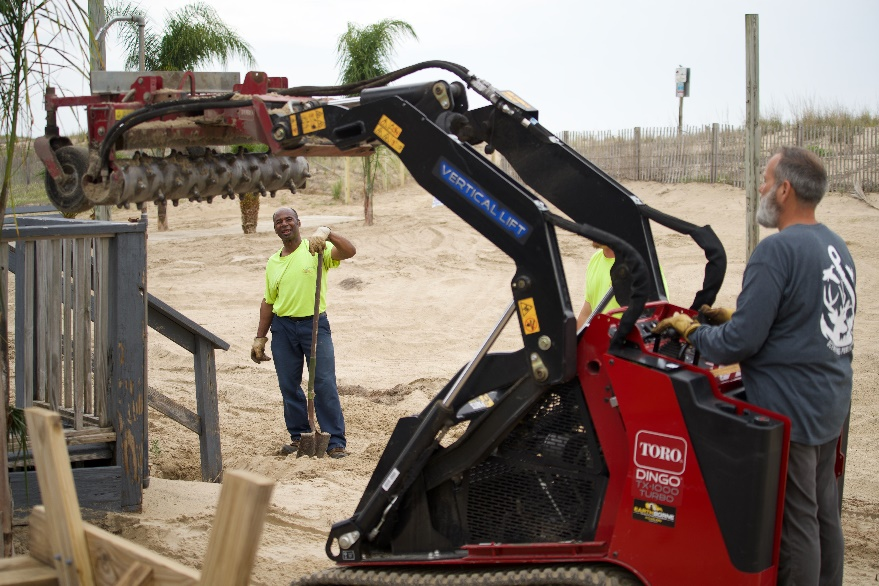 VERTICAL LIFT
TORO
DINGO
TX-1000
TURBO